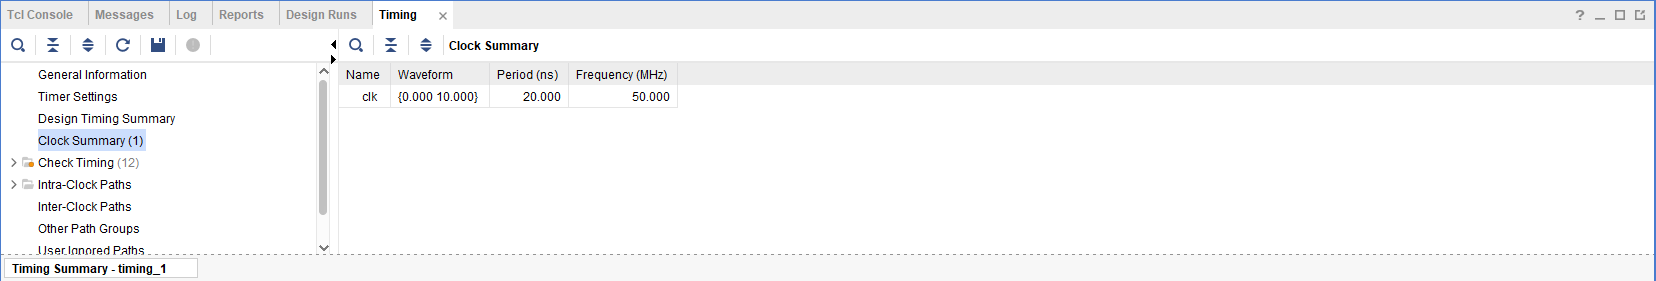 Tcl Console Messages Log Reports Design Runs Timing
Clock Summary
General Information
Timer Settings
Design Timing Summary
Clock Summary (1)
Check Timing (12)
Intra-Clock Paths
Inter-Clock Paths
Other Path Groups
User Ignored Paths
Name Waveform Period (ns) Frequency (MHz)
clk {0.000 10.000} 20.000 50.000
Timing Summary - timing_1